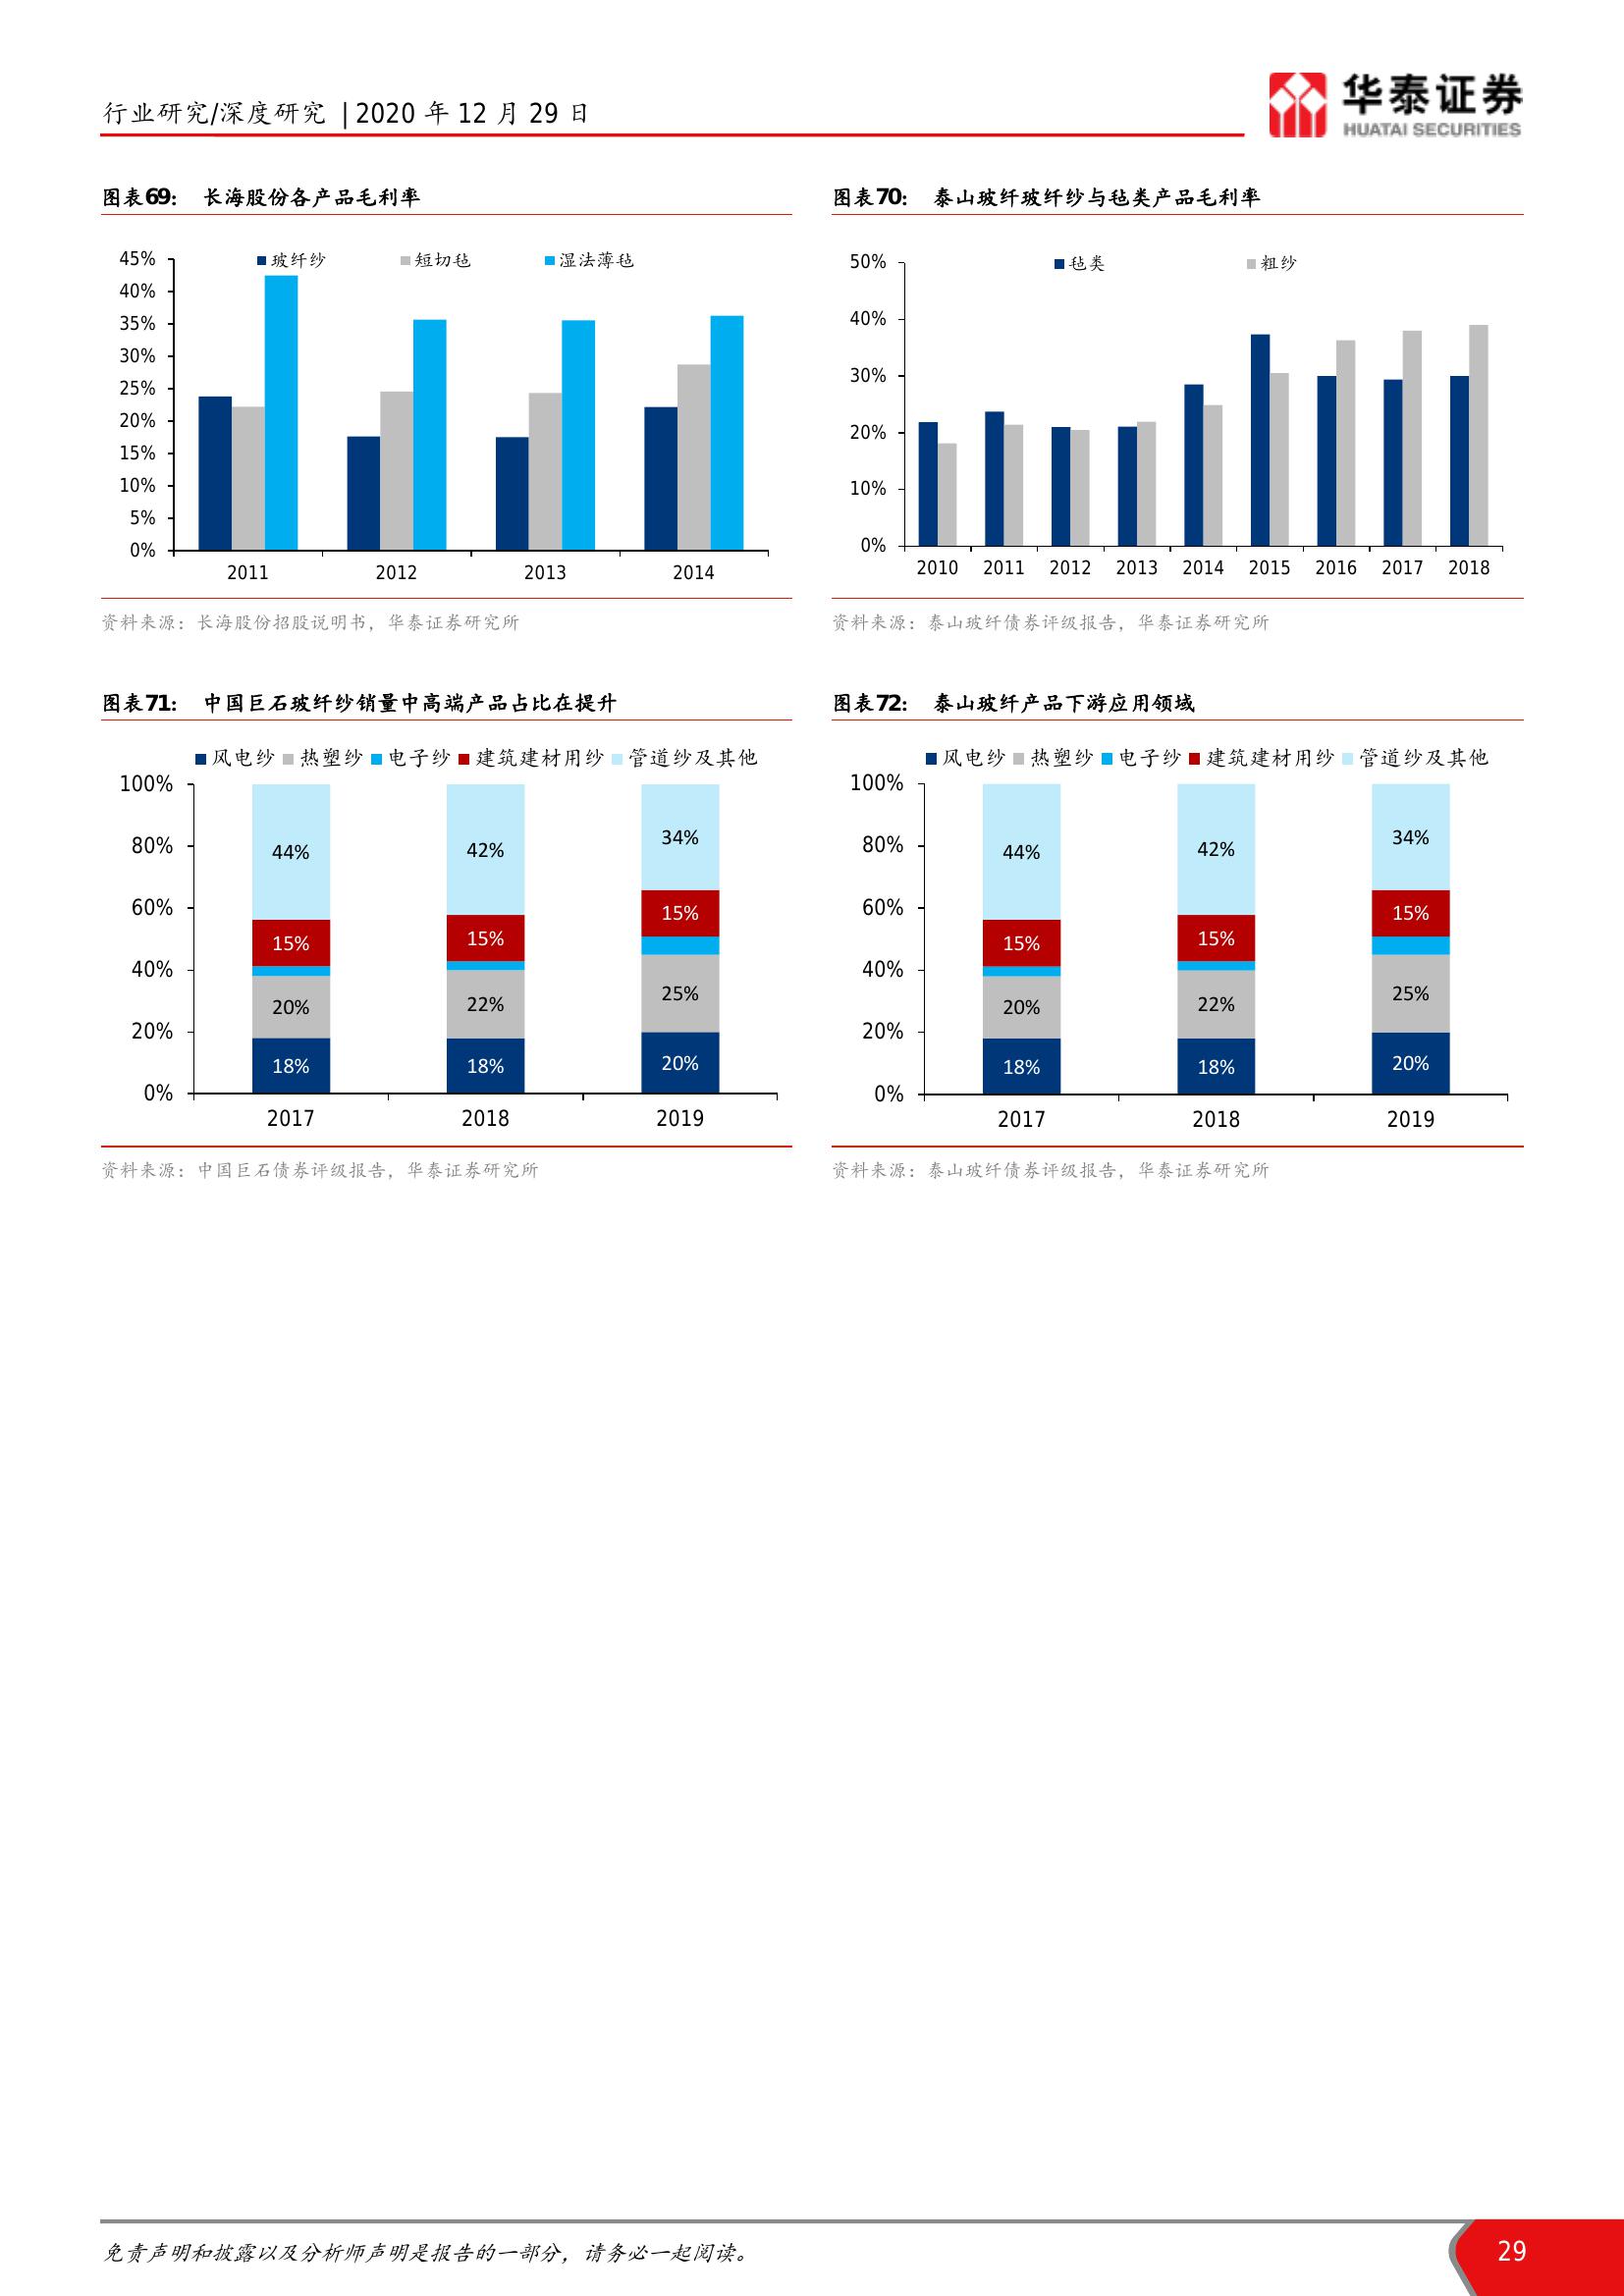 行业研究/深度研究 | 2020 年 12 月 29 日
华泰证券
HUATAI SECURITIES
图表69： 长海股份各产品毛利率
玻纤纱 短切毡 湿法薄毡
45%
40%
35%
30%
25%
20%
15%
10%
5%
0%
2011 2012 2013 2014
资料来源：长海股份招股说明书，华泰证券研究所
图表70： 泰山玻纤玻纤纱与毡类产品毛利率
毡类 粗纱
50%
40%
30%
20%
10%
0%
2010 2011 2012 2013 2014 2015 2016 2017 2018
资料来源：泰山玻纤债券评级报告，华泰证券研究所
图表71： 中国巨石玻纤纱销量中高端产品占比在提升
风电纱 热塑纱 电子纱 建筑建材用纱 管道纱及其他
100%
80%
60%
40%
20%
0%
44% 42% 34%
15% 15% 15%
20% 22% 25%
18% 18% 20%
2017 2018 2019
资料来源：中国巨石债券评级报告，华泰证券研究所
图表72： 泰山玻纤产品下游应用领域
风电纱 热塑纱 电子纱 建筑建材用纱 管道纱及其他
100%
80%
60%
40%
20%
0%
44% 42% 34%
15% 15% 15%
20% 22% 25%
18% 18% 20%
2017 2018 2019
资料来源：泰山玻纤债券评级报告，华泰证券研究所
免责声明和披露以及分析师声明是报告的一部分，请务必一起阅读。
29